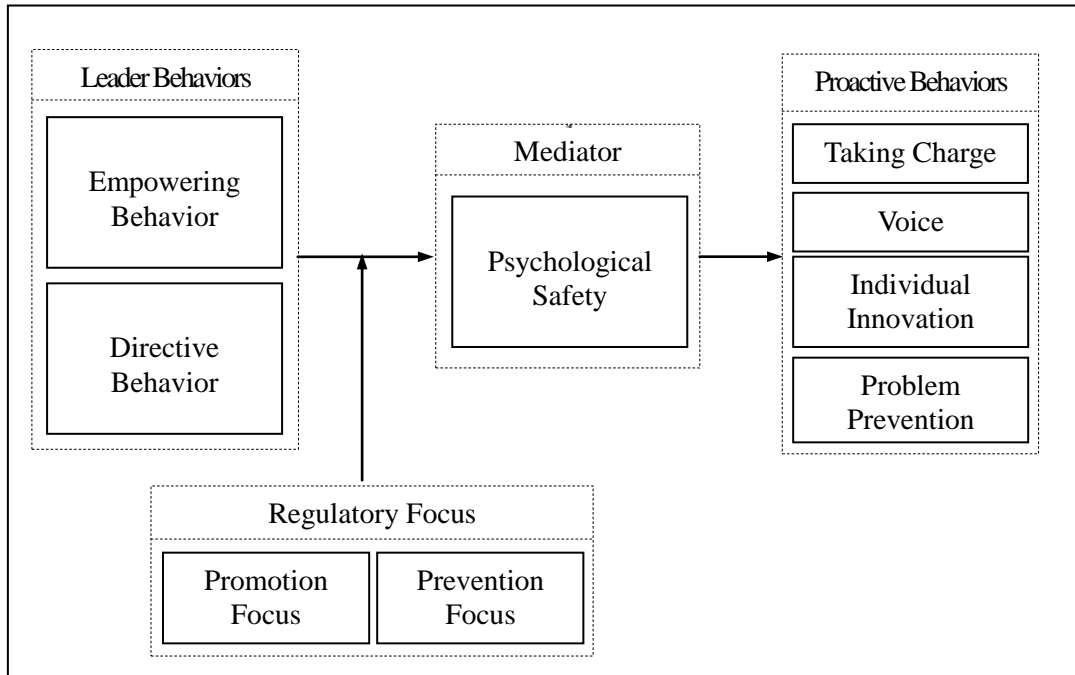 Leader Behaviors
Empowering
Behavior
Directive
Behavior
Mediator
Psychological
Safety
Proactive Behaviors
Taking Charge
Voice
Individual
Innovation
Problem
Prevention
Regulatory Focus
Promotion
Focus
Prevention
Focus